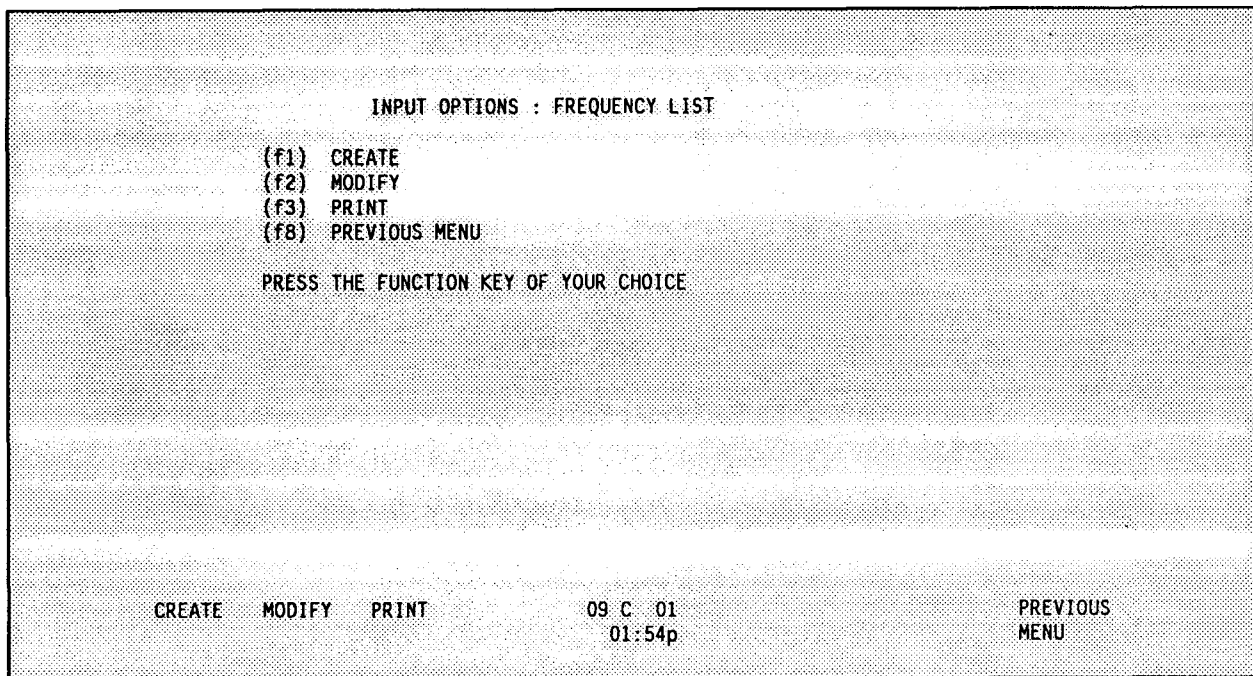 INPUT OPTIONS : FREQUENCY LIST
(f1) CREATE
(f2) MODIFY
(f3) PRINT
(f8) PREVIOUS MENU
PRESS THE FUNCTION KEY OF YOUR CHOICE
CREATE MODIFY PRINT 09 C 01 PREVIOUS
01:54p MENU